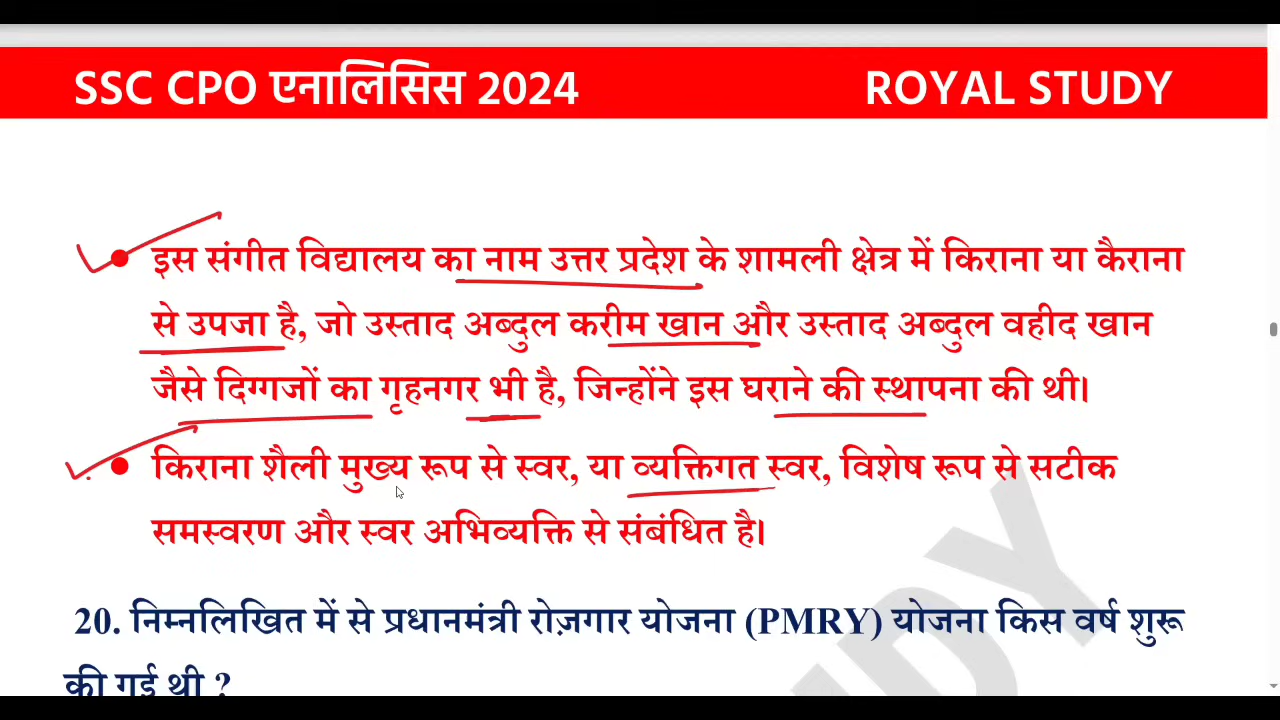 SSC CPO एनालिसिस 2024 ROYAL STUDY
इस संगीत विद्यालय का नाम उत्तर प्रदेश के शामली क्षेत्र में किराना या कैराना
से उपजा है, जो उस्ताद अब्दुल करीम खान और उस्ताद अब्दुल वहीद खान
जैसे दिग्गजों का गृहनगर भी है, जिन्होंने इस घराने की स्थापना की थी।
किराना शैली मुख्य रूप से स्वर, या व्यक्तिगत स्वर, विशेष रूप से सटीक
समस्वरण और स्वर अभिव्यक्ति से संबंधित है।
20. निम्नलिखित में से प्रधानमंत्री रोज़गार योजना (PMRY) योजना किस वर्ष शुरू
की गई थी ?